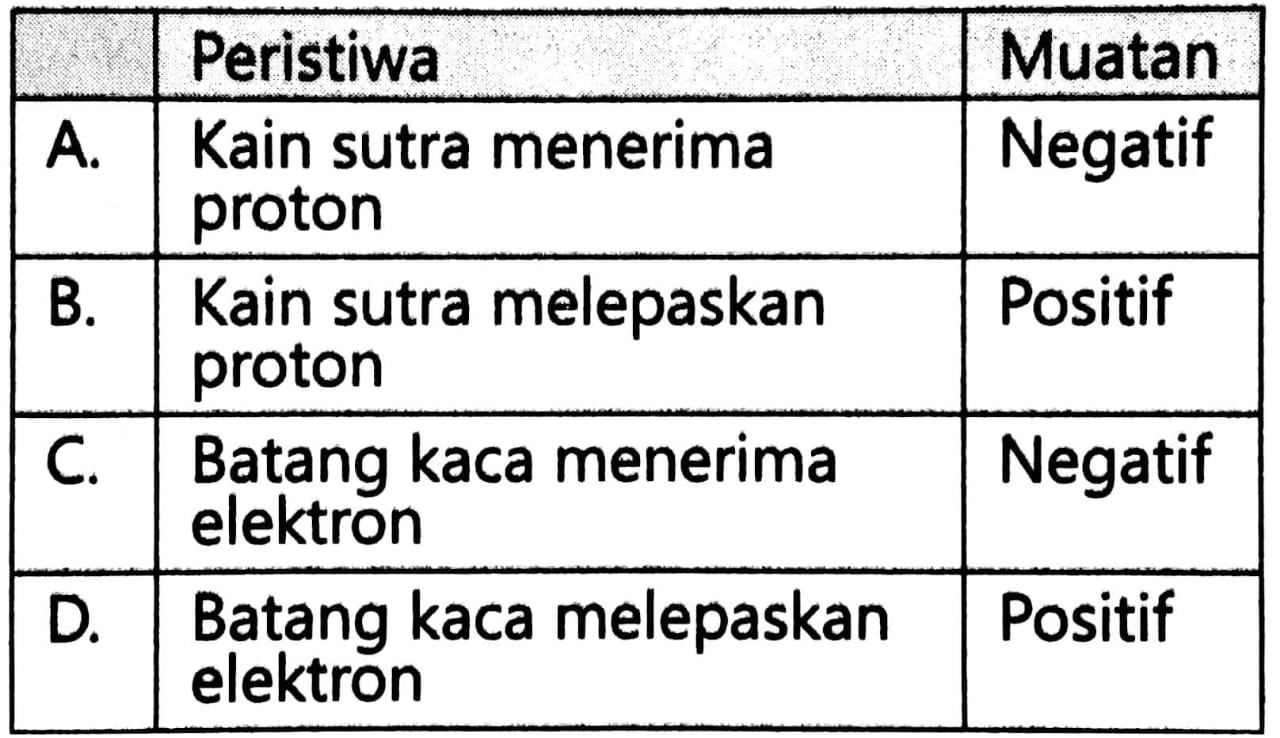 Peristiwa Muatan
A. Kain sutra menerima Negatif
proton
B. Kain sutra melepaskan Positif
proton
C. Batang kaca menerima Negatif
elektron
D. Batang kaca melepaskan Positif
elektron